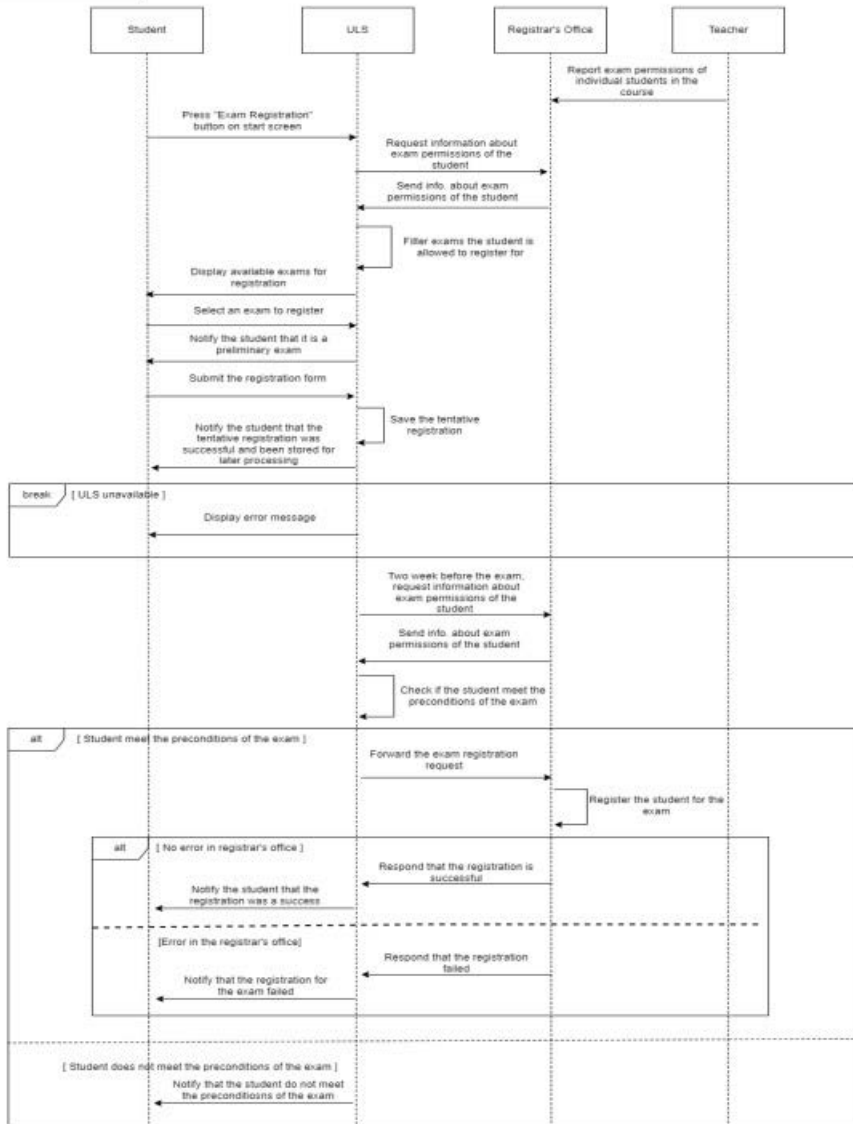 Student
ULS
Registrar's Office
Teacher
Report exam permissions of
individual students in the
course
Press "Exam Registration"
button on start screen
Request information about
exam permissions of the
student
Send info. about exam
permissions of the student
Filter exams the student is
allowed to register for
Display available exams for
registration
Select an exam to register
Notify the student that it is a
preliminary exam
Submit the registration form
Save the tentative
registration
Notify the student that the
tentative registration was
successful and been stored for
later processing
break
[ ULS unavailable ]
Display error message
Two week before the exam,
request information about
exam permissions of the
student
Send info. about exam
permissions of the student
Check if the student meet the
preconditions of the exam
alt
[ Student meet the preconditions of the exam ]
Forward the exam registration
request
Register the student for the
exam
alt
[ No error in registrar's office ]
Respond that the registration is
successful
Notify the student that the
registration was a success
[Error in the registrar's office]
Respond that the registration
failed
Notify that the registration for
the exam failed
[ Student does not meet the preconditions of the exam ]
Notify that the student do not meet
the preconditiosns of the exam